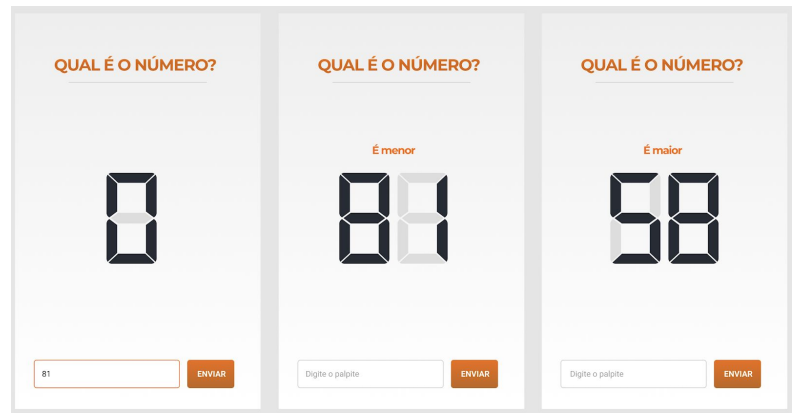 QUAL É O NÚMERO?
0
81
ENVIAR
QUAL É O NÚMERO?
É menor
81
Digite o palpite
ENVIAR
QUAL É O NÚMERO?
É maior
58
Digite o palpite
ENVIAR